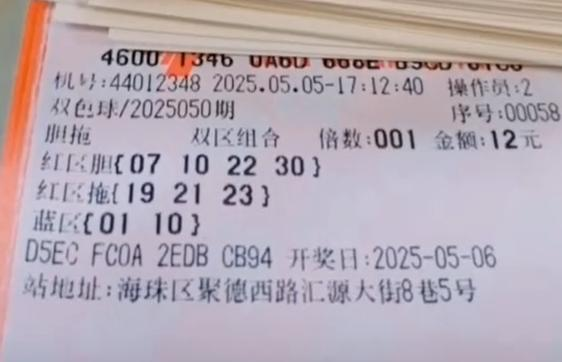 4600 1346 0A6D 668E B9CD
机号:44012348 2025.05.05-17:12:40 操作员:2
双色球/2025050期 序号:00058
胆拖 双区组合 倍数:001 金额:12元
红区胆{07 10 22 30}
红区拖{19 21 23}
蓝区{01 10}
D5EC FC0A 2EDB CB94 开奖日:2025-05-06
站地址:海珠区聚德西路汇源大街8巷5号